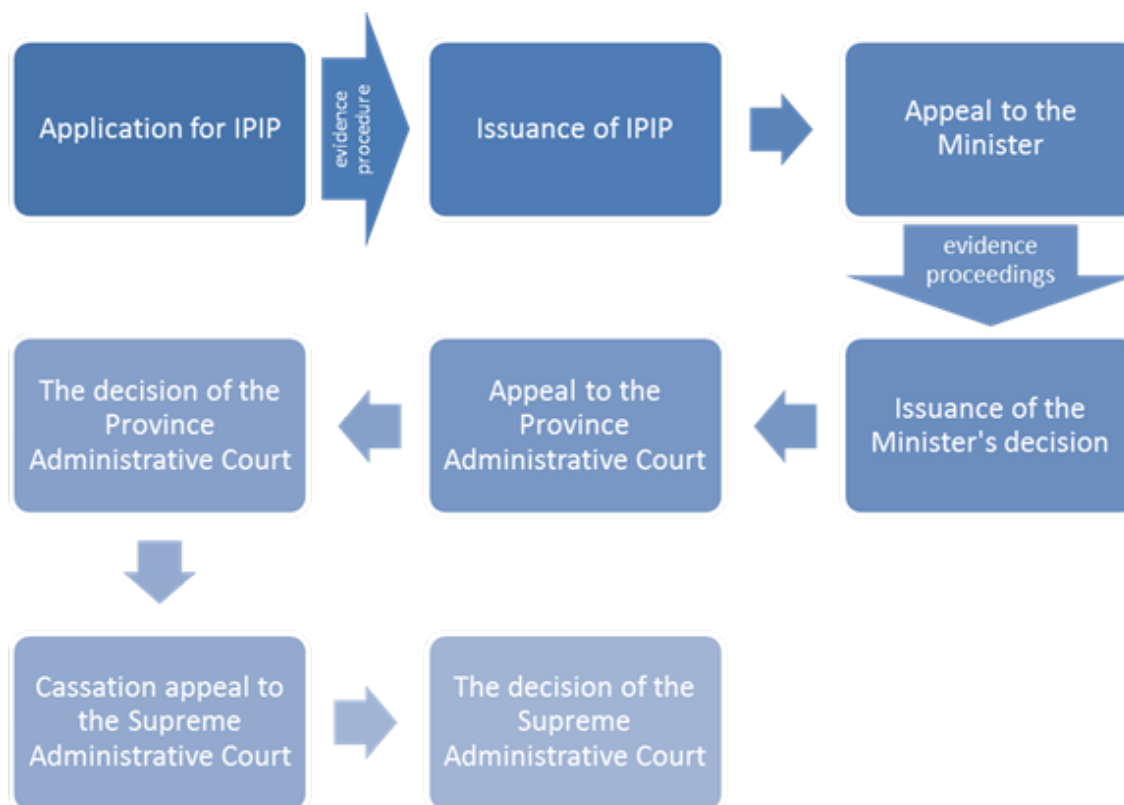 Application for IPIP
evidence
procedure
Issuance of IPIP
Appeal to the
Minister
evidence
proceedings
Issuance of the
Minister's decision
Appeal to the
Province
Administrative Court
The decision of the
Province
Administrative Court
Cassation appeal to
the Supreme
Administrative Court
The decision of the
Supreme
Administrative Court